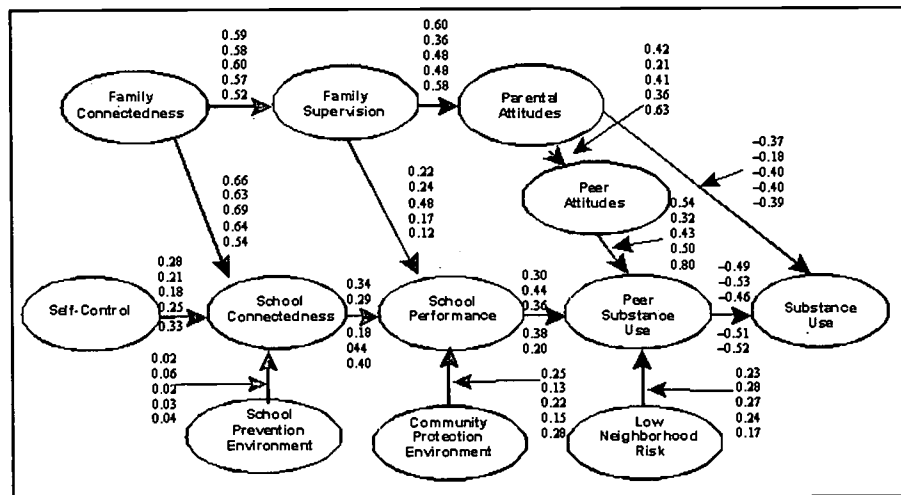 0.59
0.58
0.60
0.57
0.52
0.60
0.36
0.48
0.48
0.58
0.42
0.21
0.41
0.36
0.63
Family
Connectedness
Family
Supervision
Parental
Attitudes
-0.37
-0.18
-0.40
-0.40
-0.39
0.66
0.63
0.69
0.64
0.54
0.22
0.24
0.48
0.17
0.12
Peer
Attitudes
0.54
0.32
0.43
0.50
0.80
Self-Control
0.28
0.21
0.18
0.25
0.33
School
Connectedness
0.34
0.29
0.18
044
0.40
School
Performance
0.30
0.44
0.36
0.38
0.20
Peer
Substance
Use
-0.49
-0.53
-0.46
-0.51
-0.52
Substance Use
0.02
0.06
0.02
0.03
0.04
School
Prevention
Environment
0.25
0.13
0.22
0.15
0.28
Community
Protection
Environment
0.23
0.28
0.27
0.24
0.17
Low
Neighborhood
Risk